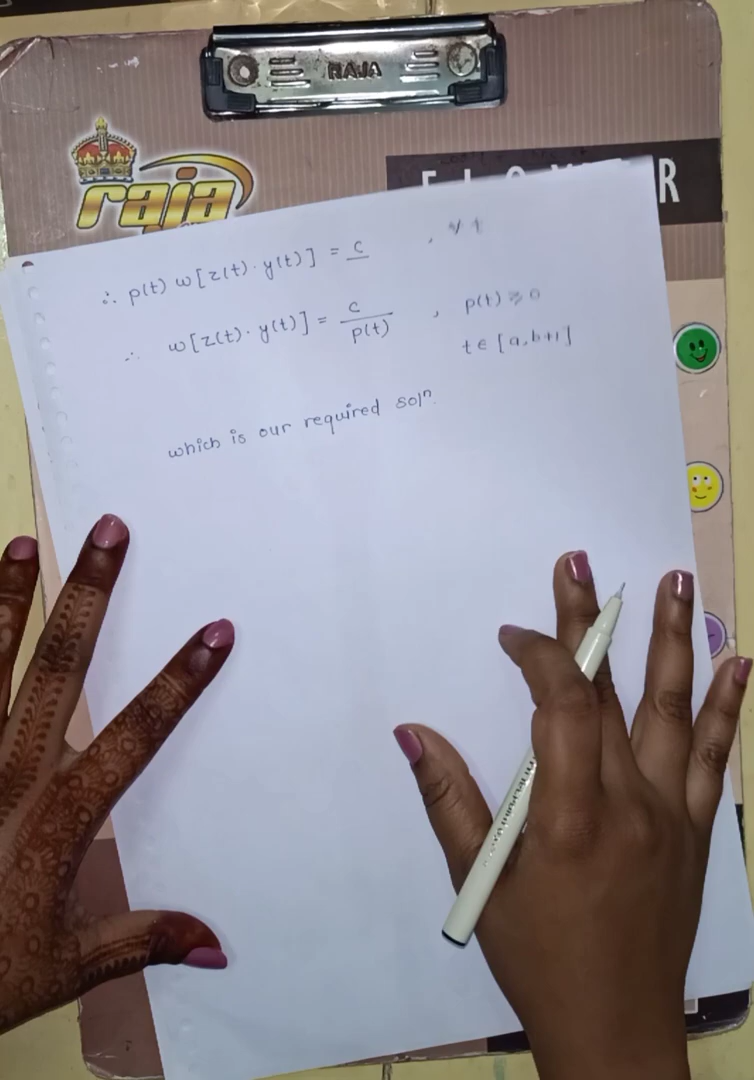 RAJA
raja
∴ p(t) w[z(t). y(t)] = c , ∀ t
∴ w[z(t). y(t)] = c/p(t) , p(t) ≥ 0
t ∈ [a, b+1]
which is our required soln.